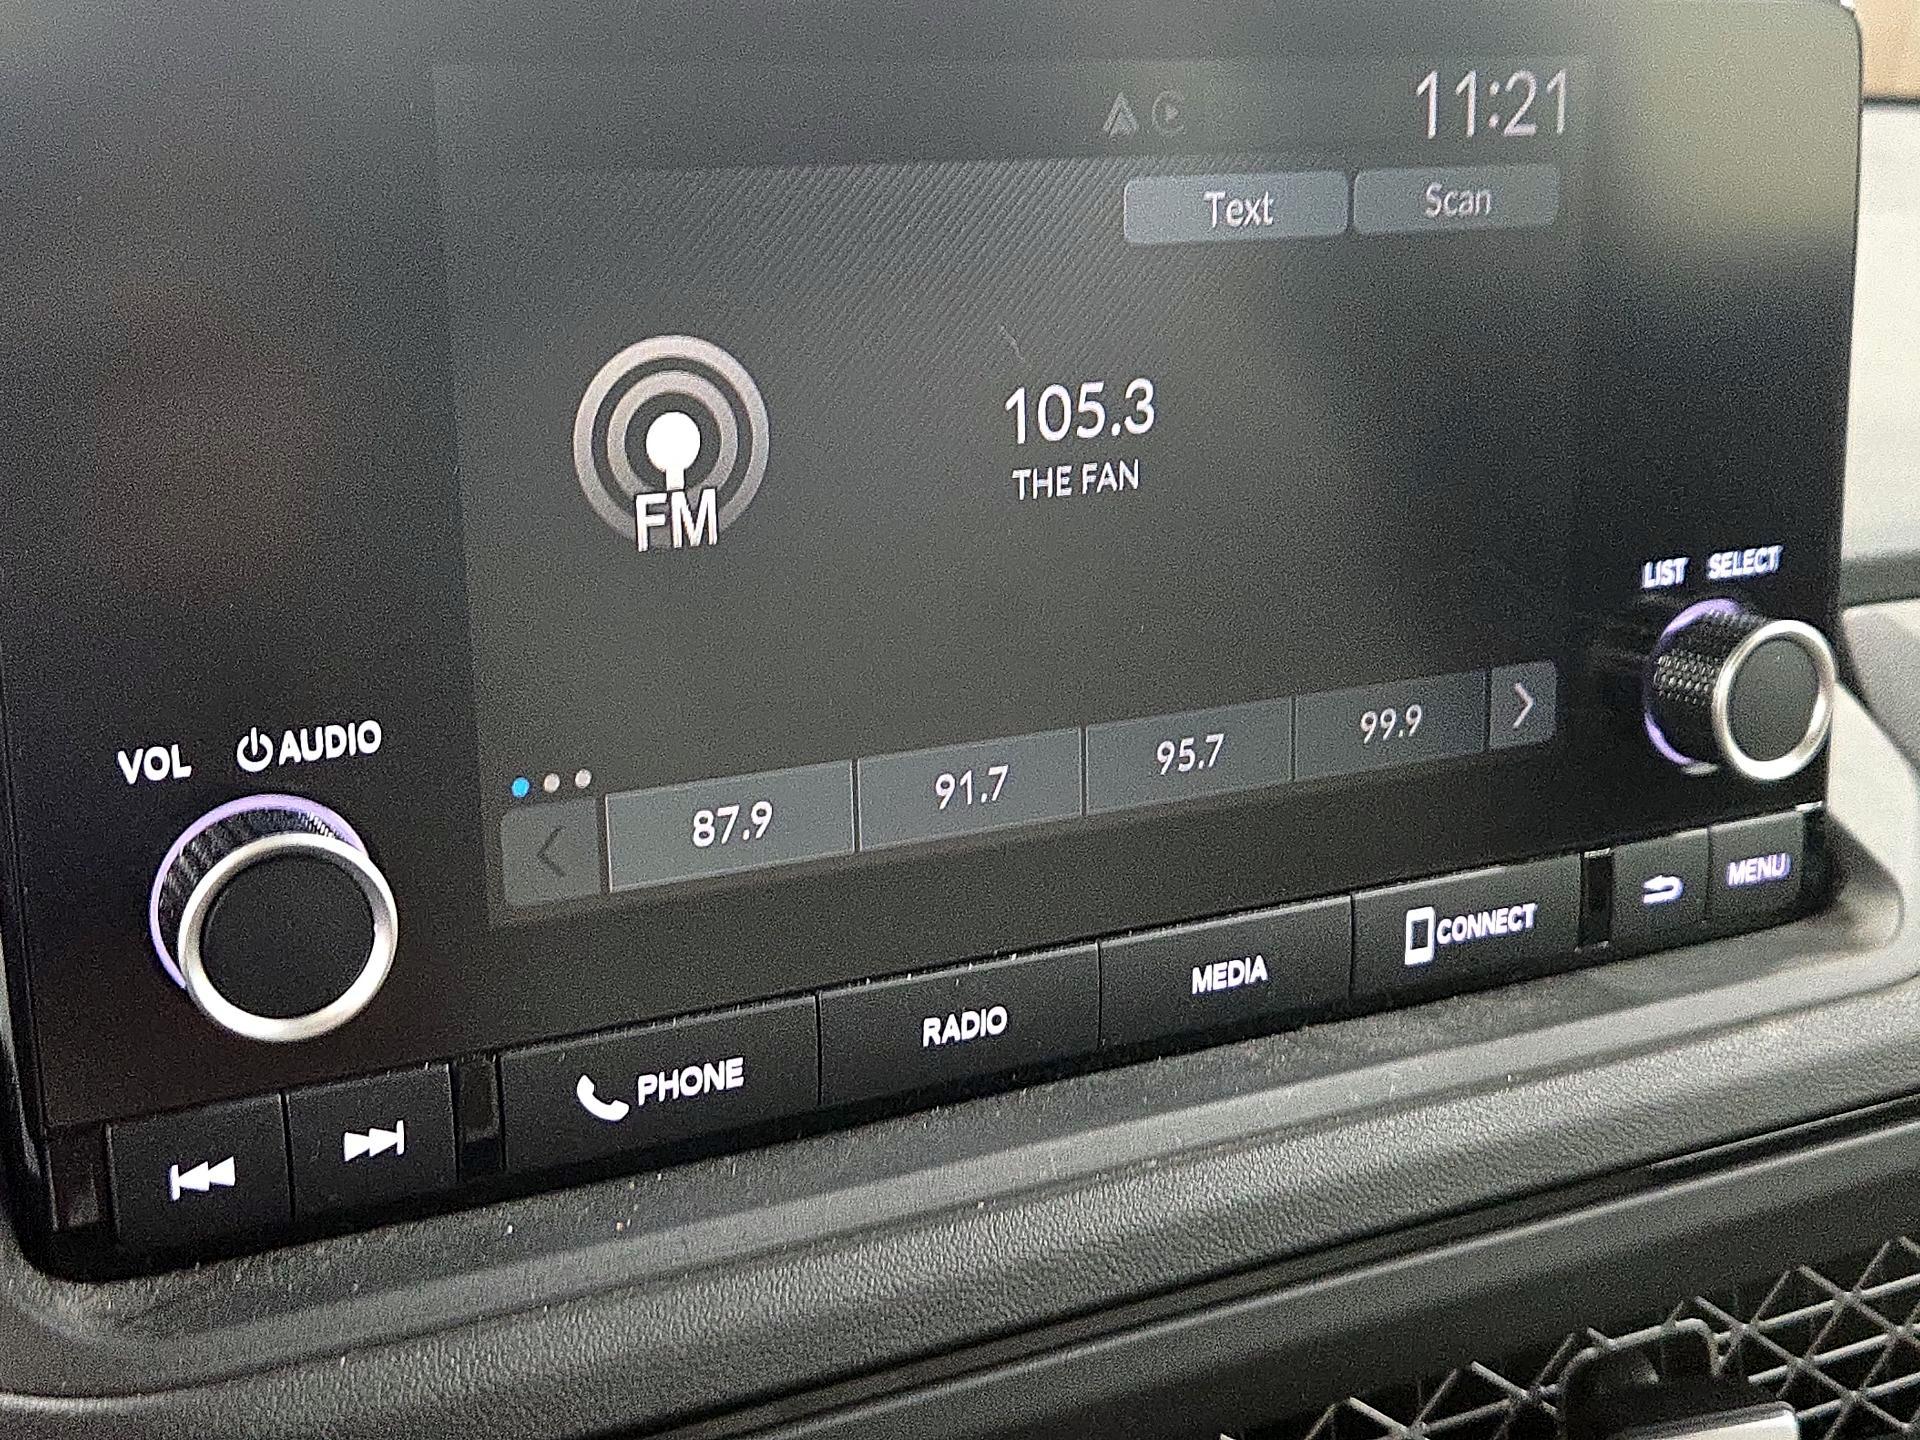 11:21
Text Scan
105.3
THE FAN
FM
LIST SELECT
VOL AUDIO
87.9 91.7 95.7 99.9
PHONE RADIO MEDIA CONNECT MENU